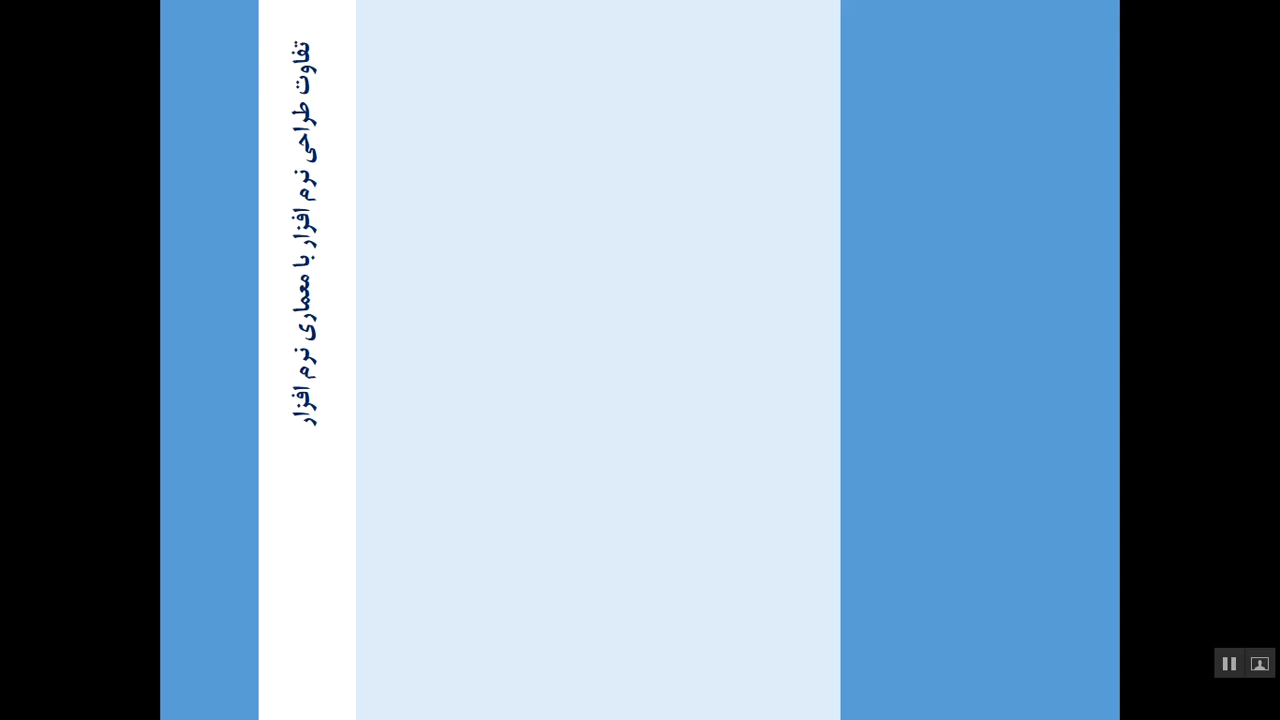 تفاوت طراحی نرم افزار با معماری نرم افزار